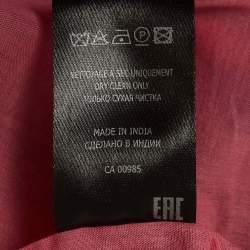 NETTOYAGE A SEC UNIQUEMENT
DRY CLEAN ONLY
ТОЛЬКО СУХАЯ ЧИСТКА
MADE IN INDIA
СДЕЛАНО В ИНДИИ
CA 00985
EAC